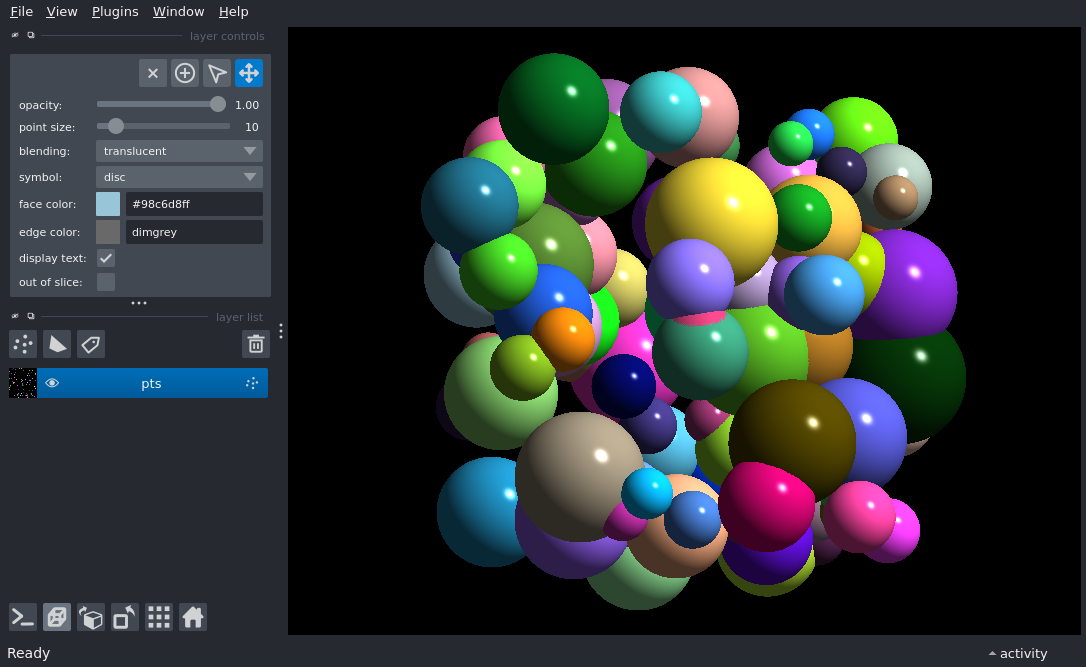 File View Plugins Window Help
layer controls
opacity: 1.00
point size: 10
blending: translucent
symbol: disc
face color: #98c6d8ff
edge color: dimgrey
display text:
out of slice:
layer list
pts
Ready activity